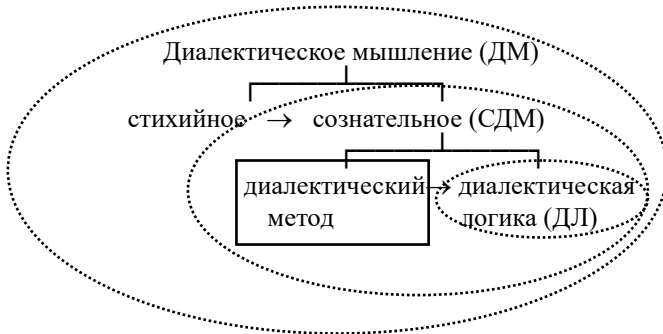 Диалектическое мышление (ДМ)
стихийное → сознательное (СДМ)
диалектический → диалектическая
метод логика (ДЛ)